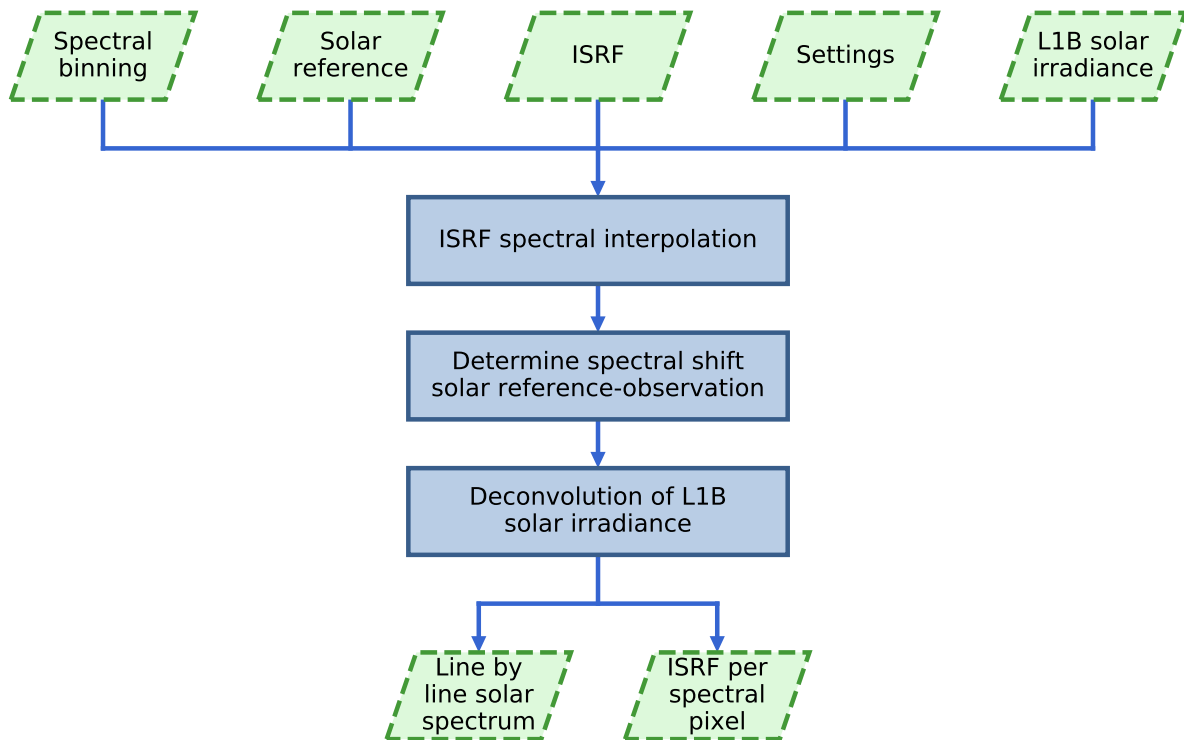 Spectral
binning
Solar
reference
ISRF
Settings
L1B solar
irradiance
ISRF spectral interpolation
Determine spectral shift
solar reference-observation
Deconvolution of L1B
solar irradiance
Line by
line solar
spectrum
ISRF per
spectral
pixel